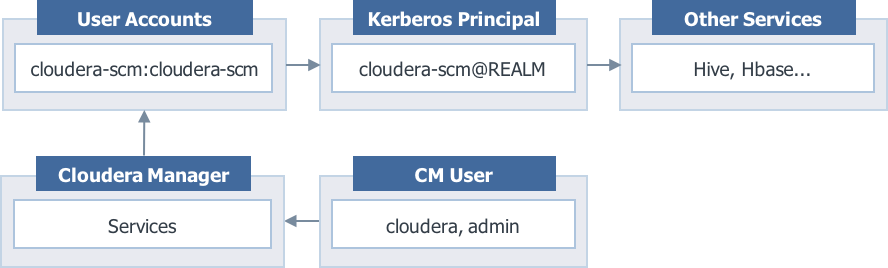 User Accounts
cloudera-scm:cloudera-scm
Kerberos Principal
cloudera-scm@REALM
Other Services
Hive, Hbase...
Cloudera Manager
Services
CM User
cloudera, admin